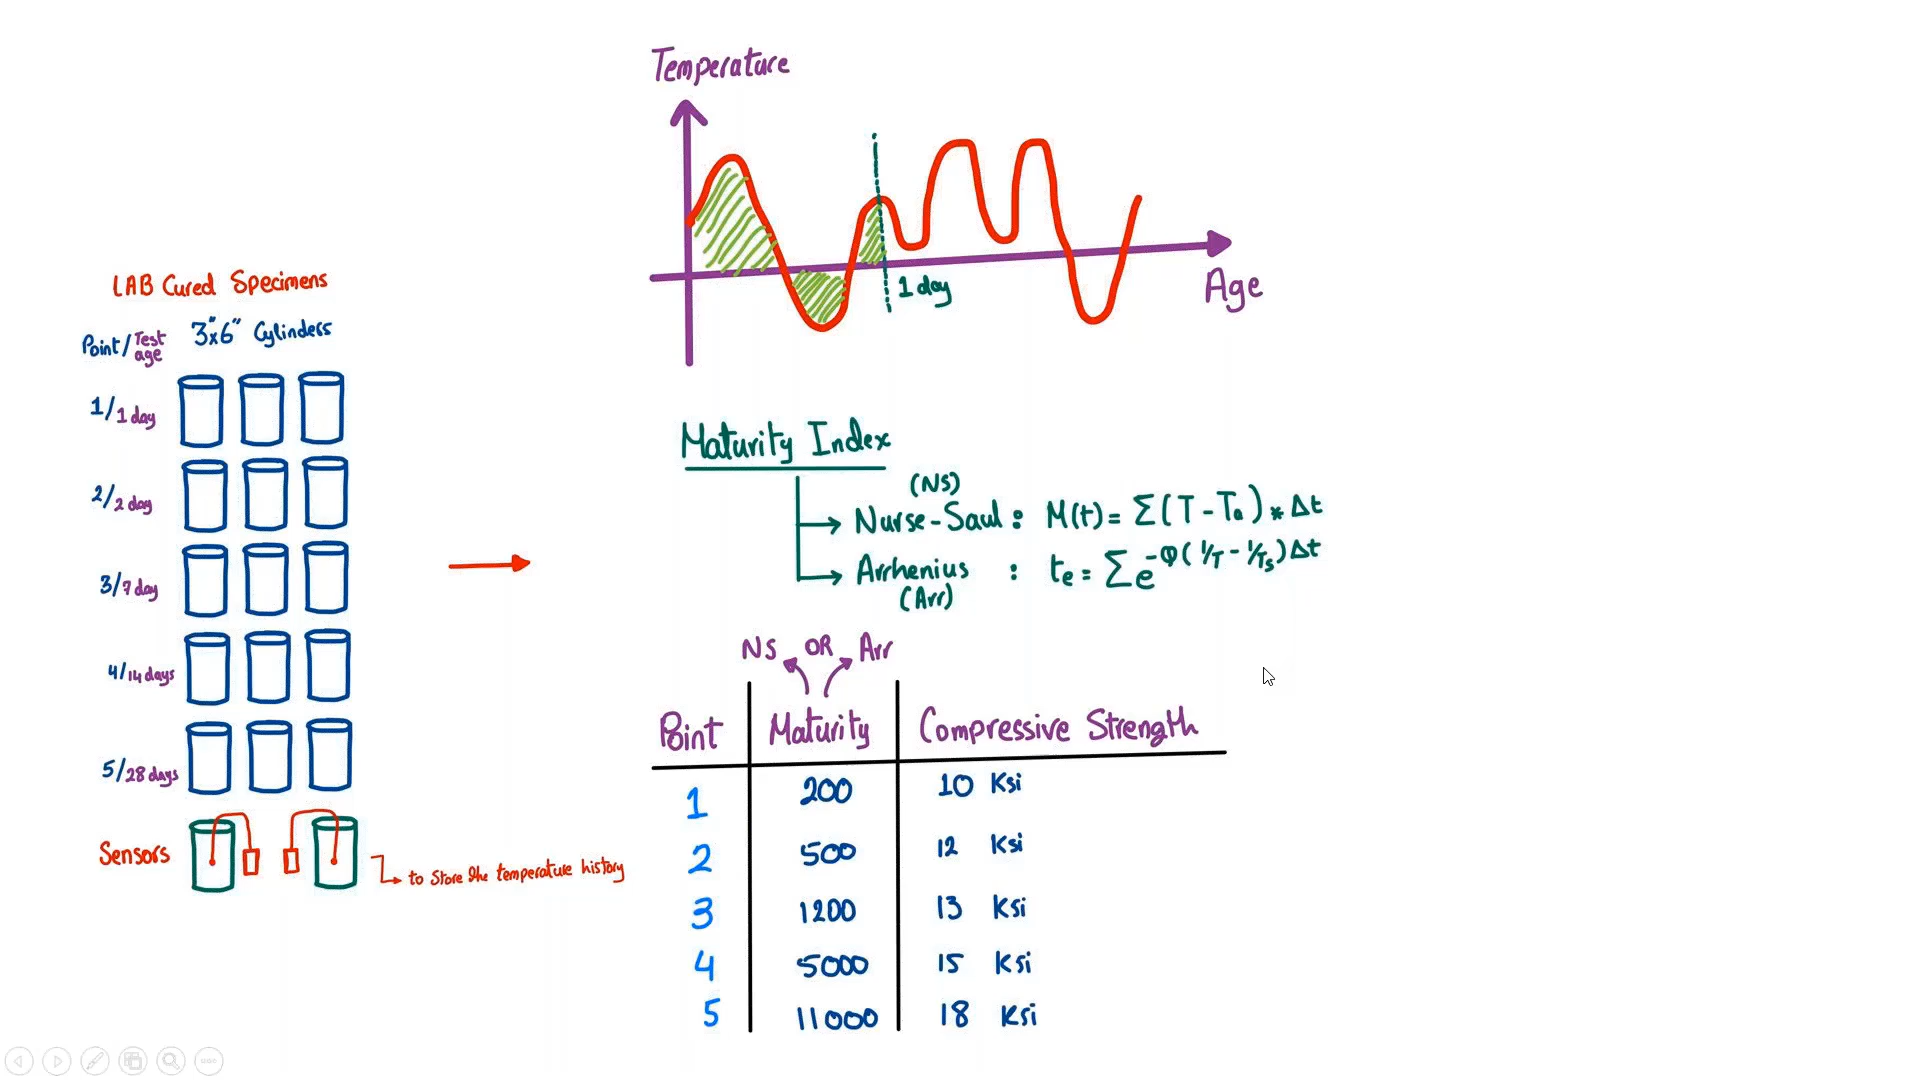 Temperature
Age
1 day
LAB Cured Specimens
Point/Test age
3"x6" Cylinders
1/1 day
2/2 day
3/7 day
4/14 days
5/28 days
Sensors
to Store the temperature history
Maturity Index
(NS)
Nurse-Saul : M(t) = Σ(T - T₀) * Δt
Arrhenius : te = Σ e^-Q(1/T - 1/Ts) Δt
(Arr)
NS OR Arr
Point Maturity Compressive Strength
1 200 10 Ksi
2 500 12 Ksi
3 1200 13 Ksi
4 5000 15 Ksi
5 11000 18 Ksi